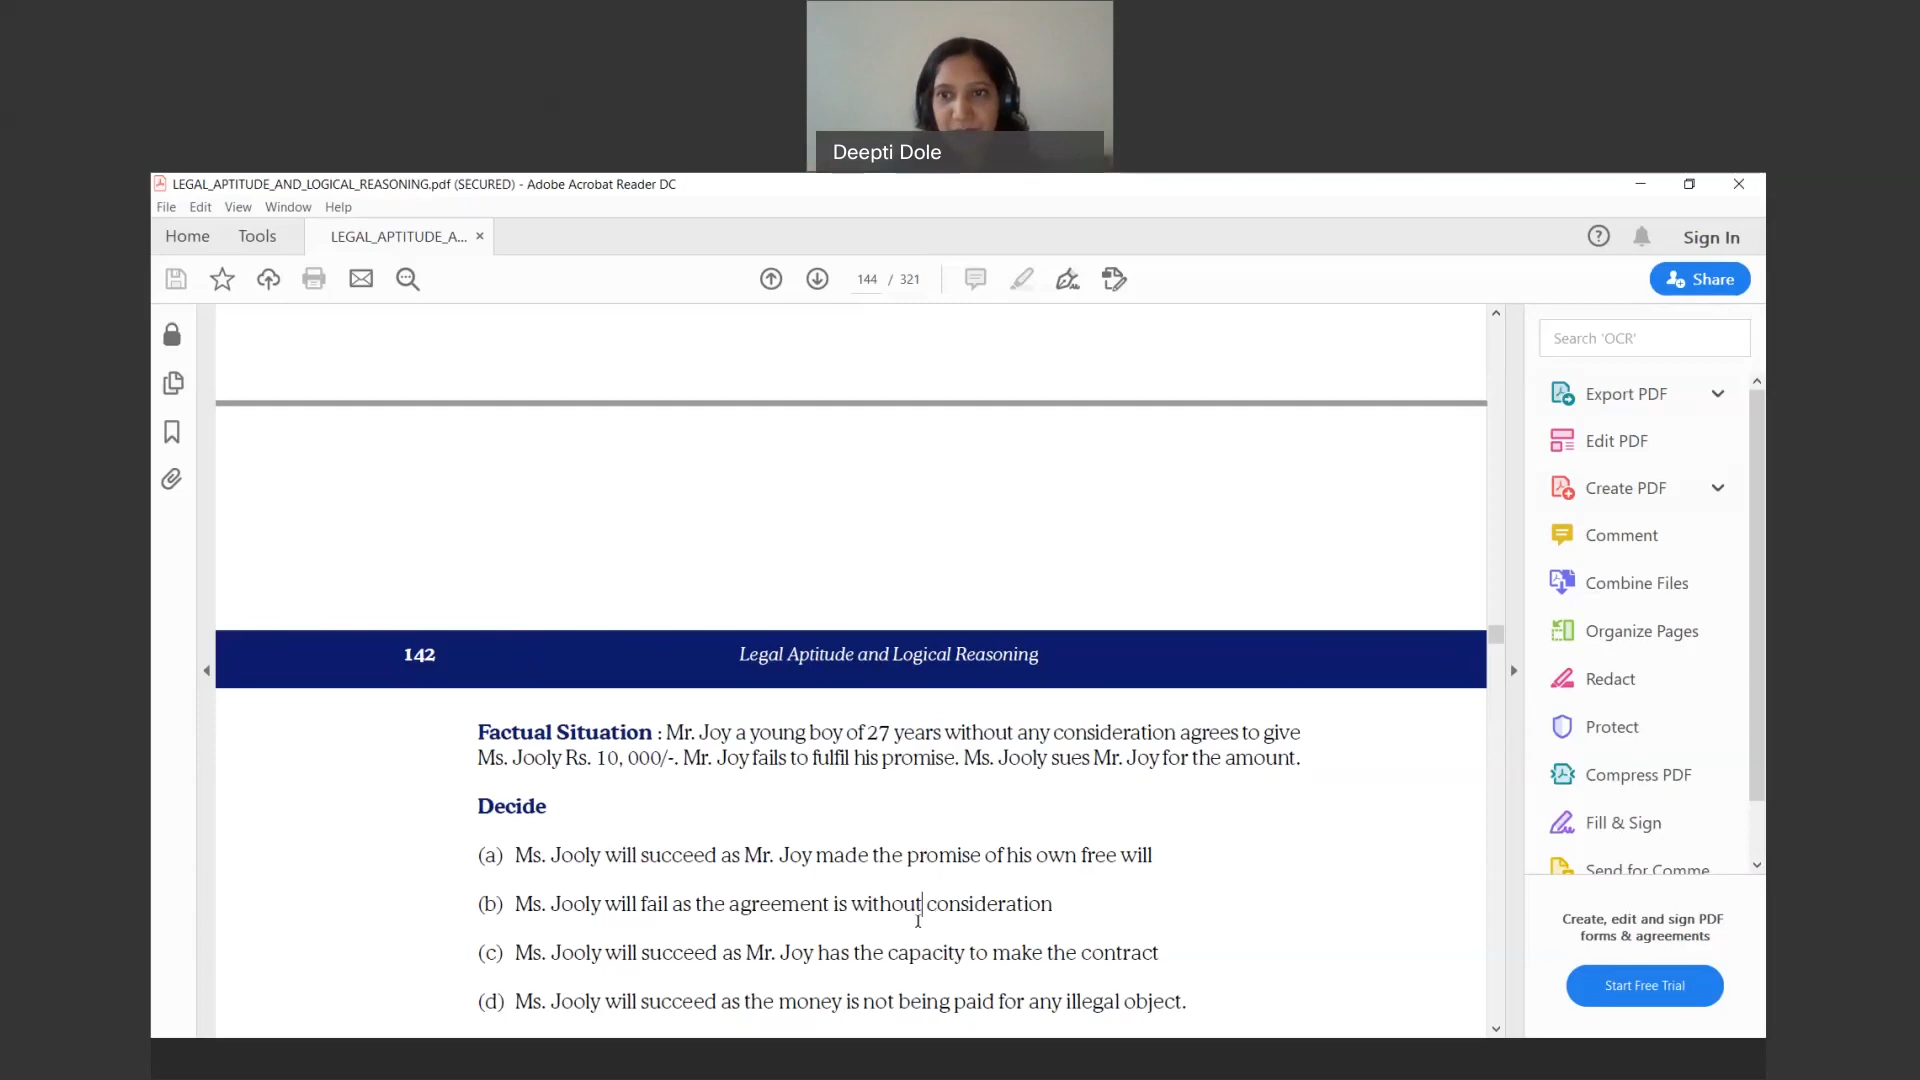 Deepti Dole
LEGAL_APTITUDE_AND_LOGICAL_REASONING.pdf (SECURED) - Adobe Acrobat Reader DC
File Edit View Window Help
Home Tools LEGAL_APTITUDE_A... × Sign In
144 / 321 Share
Search 'OCR'
Export PDF
Edit PDF
Create PDF
Comment
Combine Files
Organize Pages
Redact
Protect
Compress PDF
Fill & Sign
Send for Comme
Create, edit and sign PDF
forms & agreements
Start Free Trial
142 Legal Aptitude and Logical Reasoning
Factual Situation : Mr. Joy a young boy of 27 years without any consideration agrees to give
Ms. Jooly Rs. 10, 000/-. Mr. Joy fails to fulfil his promise. Ms. Jooly sues Mr. Joy for the amount.
Decide
(a) Ms. Jooly will succeed as Mr. Joy made the promise of his own free will
(b) Ms. Jooly will fail as the agreement is without consideration
(c) Ms. Jooly will succeed as Mr. Joy has the capacity to make the contract
(d) Ms. Jooly will succeed as the money is not being paid for any illegal object.